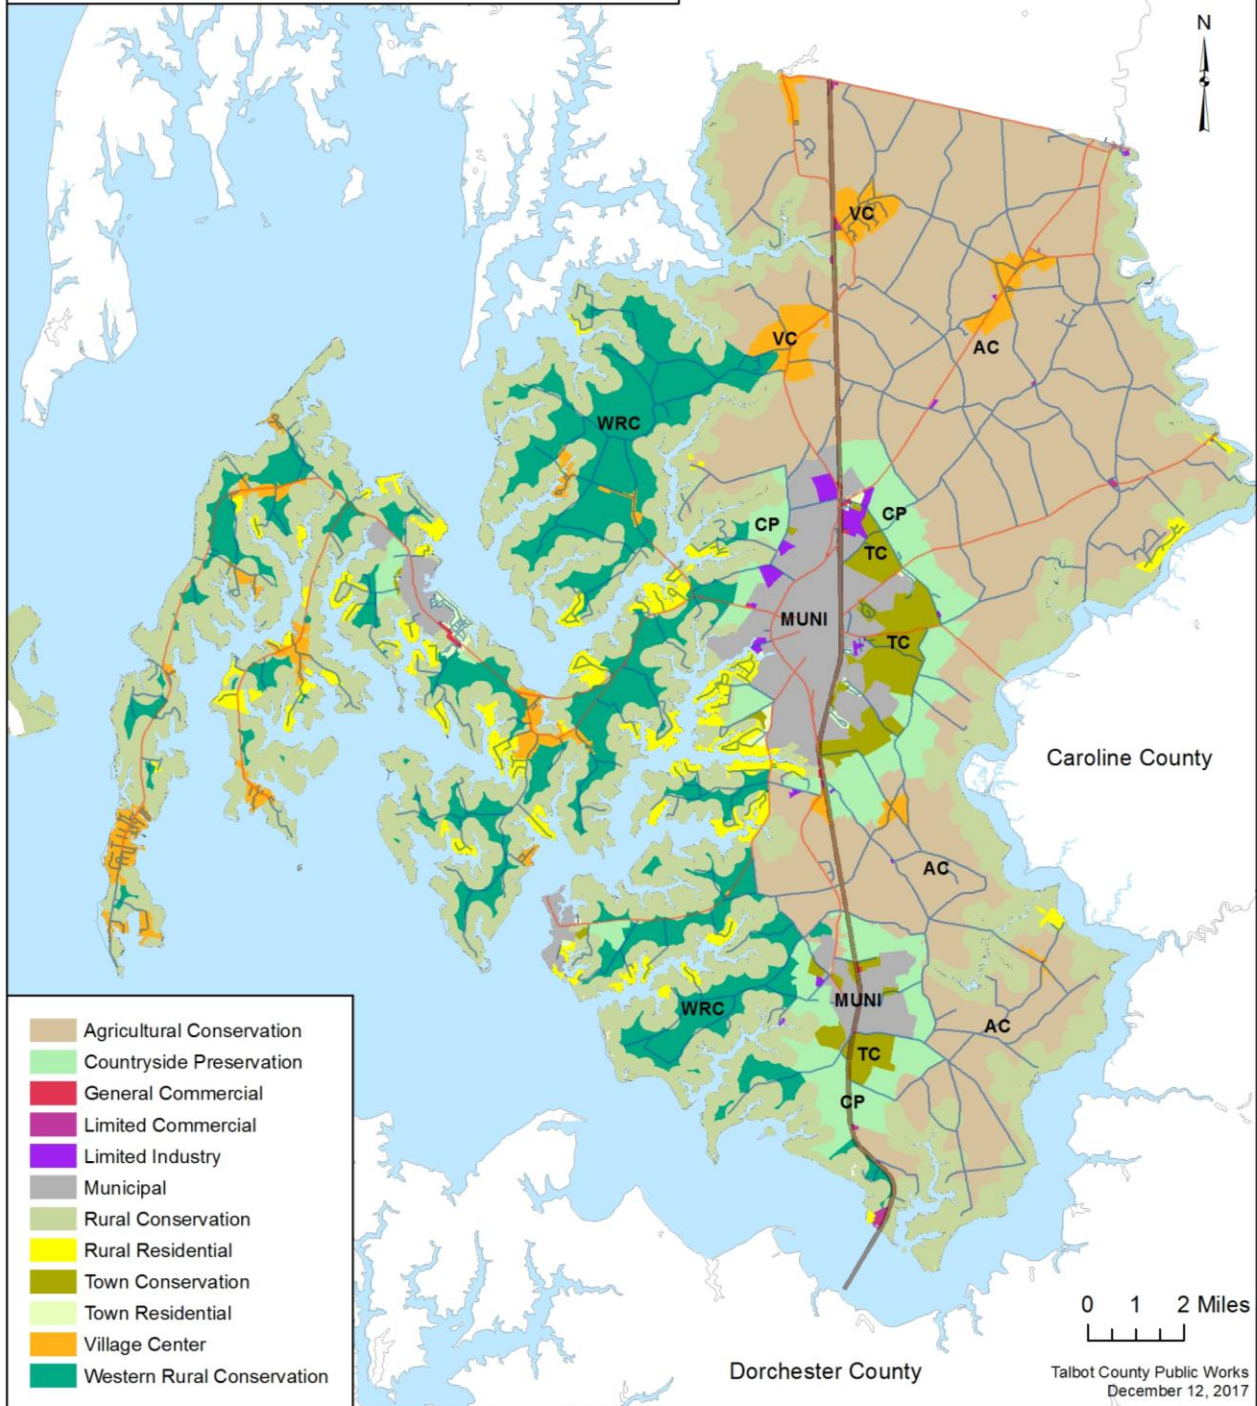 N
VC
VC
AC
WRC
CP
CP
TC
MUNI
TC
Caroline County
AC
WRC
MUNI
AC
TC
CP
Agricultural Conservation
Countryside Preservation
General Commercial
Limited Commercial
Limited Industry
Municipal
Rural Conservation
Rural Residential
Town Conservation
Town Residential
Village Center
Western Rural Conservation
0 1 2 Miles
Dorchester County
Talbot County Public Works
December 12, 2017